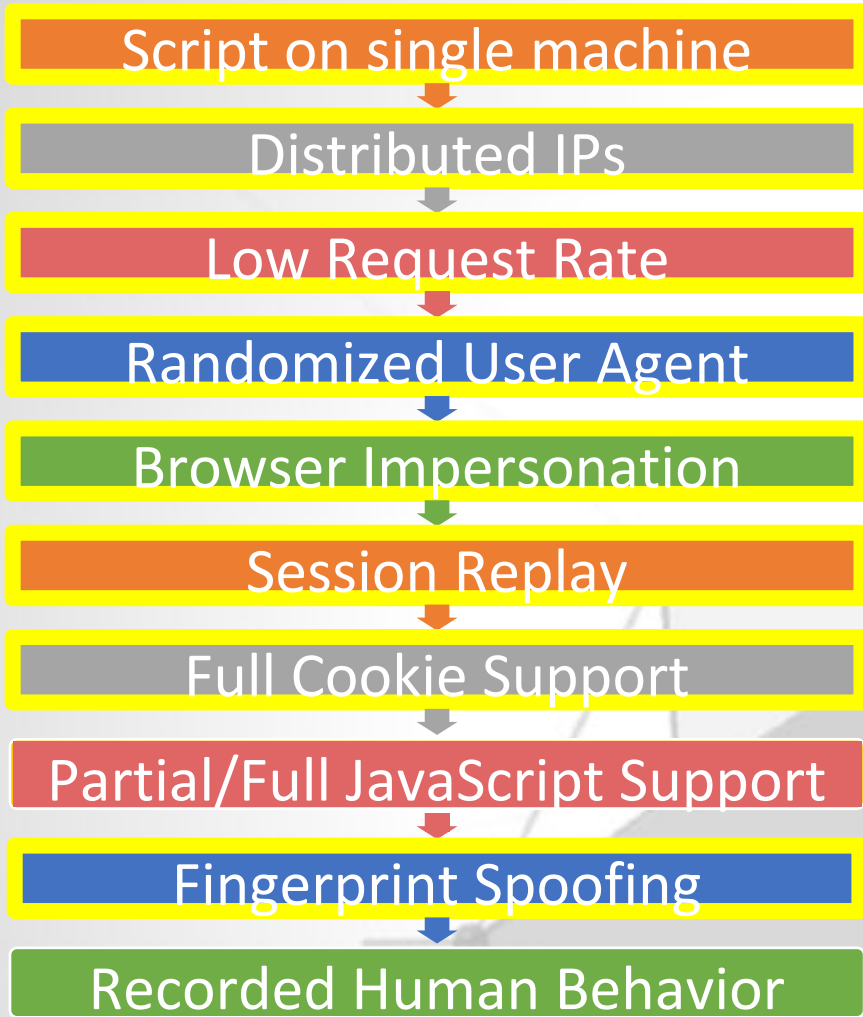 Script on single machine
Distributed IPs
Low Request Rate
Randomized User Agent
Browser Impersonation
Session Replay
Full Cookie Support
Partial/Full JavaScript Support
Fingerprint Spoofing
Recorded Human Behavior